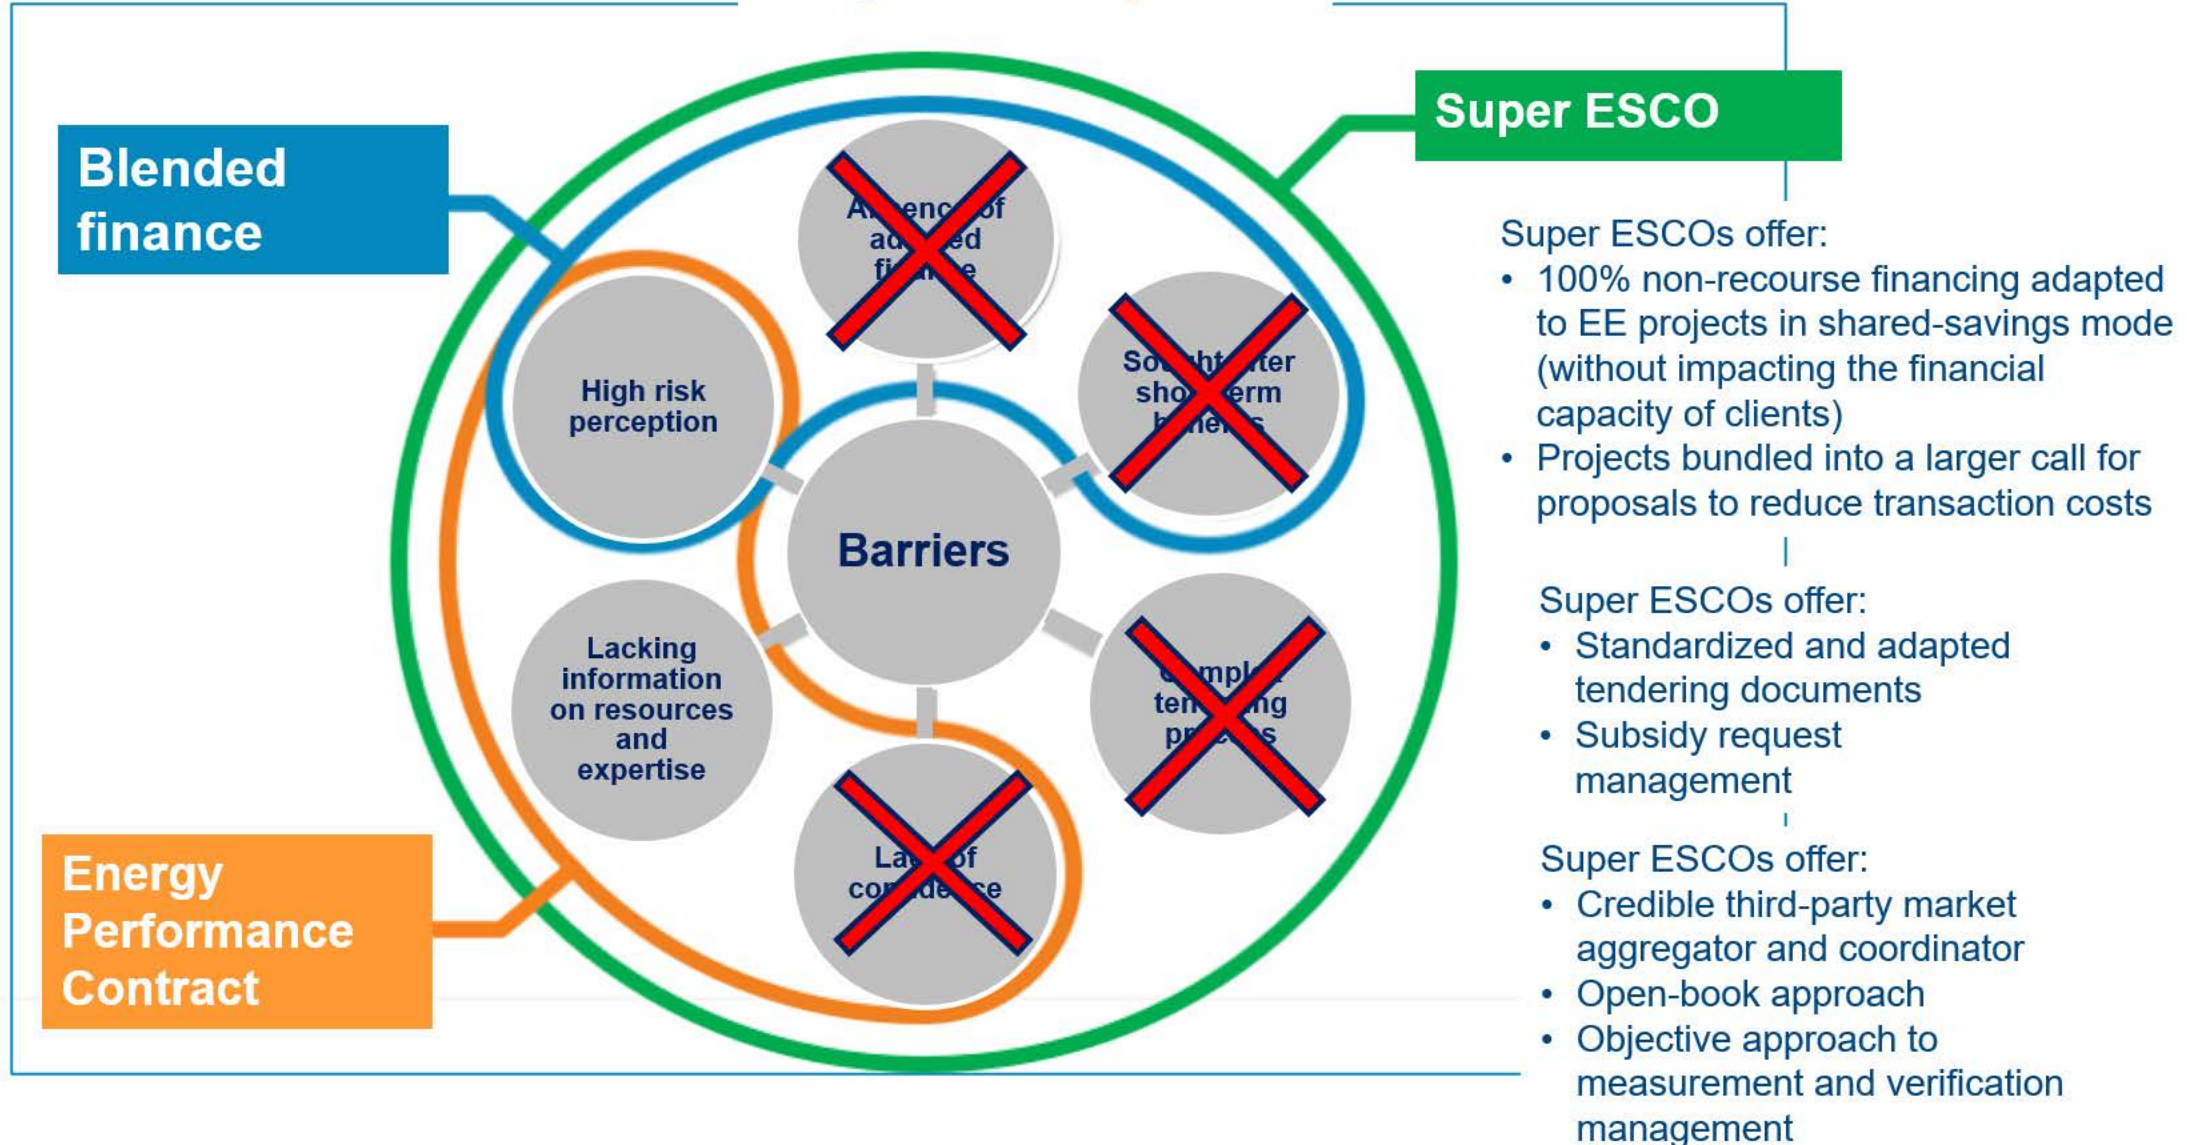 Blended
finance
Super ESCO
High risk
perception
Barriers
Lacking
information
on resources
and
expertise
Energy
Performance
Contract
of
of
Super ESCOs offer:
• 100% non-recourse financing adapted
to EE projects in shared-savings mode
(without impacting the financial
capacity of clients)
• Projects bundled into a larger call for
proposals to reduce transaction costs
Super ESCOs offer:
• Standardized and adapted
tendering documents
• Subsidy request
management
Super ESCOs offer:
• Credible third-party market
aggregator and coordinator
• Open-book approach
• Objective approach to
measurement and verification
management